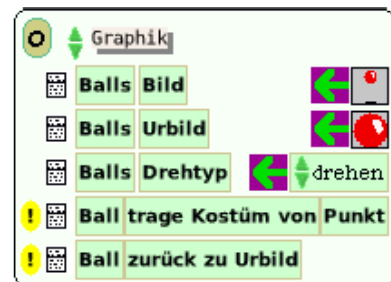 Graphik
Balls Bild
Balls Urbild
Balls Drehtyp drehen
! Ball trage Kostüm von Punkt
! Ball zurück zu Urbild